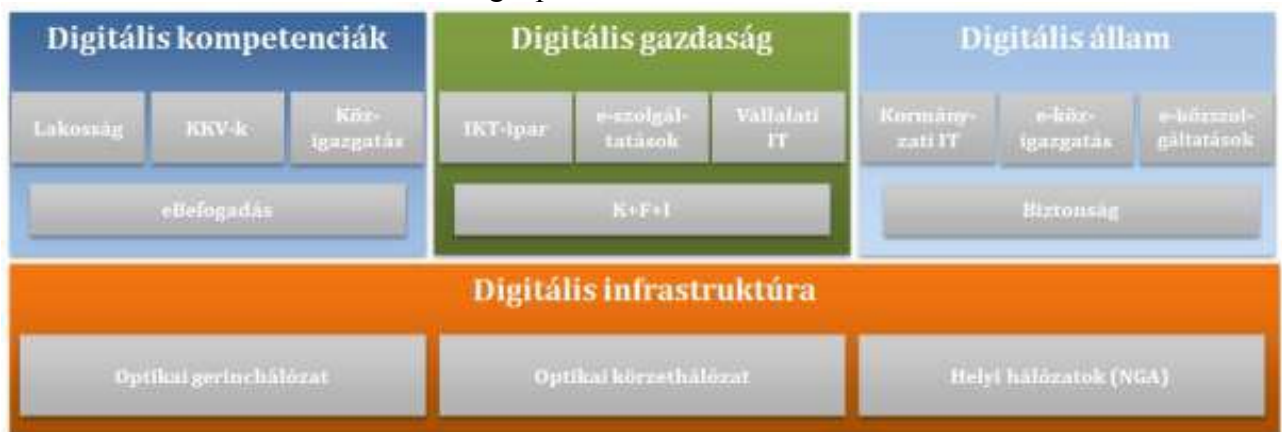 Digitális kompetenciák
Lakosság
KKV-k
Köz-
igazgatás
eBefogadás
Digitális gazdaság
IKT-ipar
e-szolgál-
tatások
Vállalati
IT
K+F+I
Digitális állam
Kormány-
zati IT
e-köz-
igazgatás
e-közszol-
gáltatások
Biztonság
Digitális infrastruktúra
Optikai gerinchálózat
Optikai körzethálózat
Helyi hálózatok (NGA)